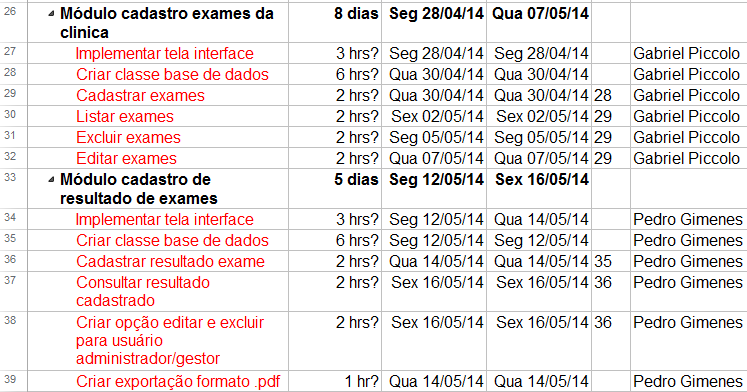 26 Módulo cadastro exames da 8 dias Seg 28/04/14 Qua 07/05/14
clinica
27 Implementar tela interface 3 hrs? Seg 28/04/14 Seg 28/04/14 Gabriel Piccolo
28 Criar classe base de dados 6 hrs? Qua 30/04/14 Qua 30/04/14 Gabriel Piccolo
29 Cadastrar exames 2 hrs? Qua 30/04/14 Qua 30/04/14 28 Gabriel Piccolo
30 Listar exames 2 hrs? Sex 02/05/14 Sex 02/05/14 29 Gabriel Piccolo
31 Excluir exames 2 hrs? Seg 05/05/14 Seg 05/05/14 29 Gabriel Piccolo
32 Editar exames 2 hrs? Qua 07/05/14 Qua 07/05/14 29 Gabriel Piccolo
33 Módulo cadastro de 5 dias Seg 12/05/14 Sex 16/05/14
resultado de exames
34 Implementar tela interface 3 hrs? Seg 12/05/14 Qua 14/05/14 Pedro Gimenes
35 Criar classe base de dados 6 hrs? Seg 12/05/14 Seg 12/05/14 Pedro Gimenes
36 Cadastrar resultado exame 2 hrs? Qua 14/05/14 Qua 14/05/14 35 Pedro Gimenes
37 Consultar resultado 2 hrs? Sex 16/05/14 Sex 16/05/14 36 Pedro Gimenes
cadastrado
38 Criar opção editar e excluir 2 hrs? Sex 16/05/14 Sex 16/05/14 36 Pedro Gimenes
para usuário
administrador/gestor
39 Criar exportação formato .pdf 1 hr? Qua 14/05/14 Qua 14/05/14 Pedro Gimenes